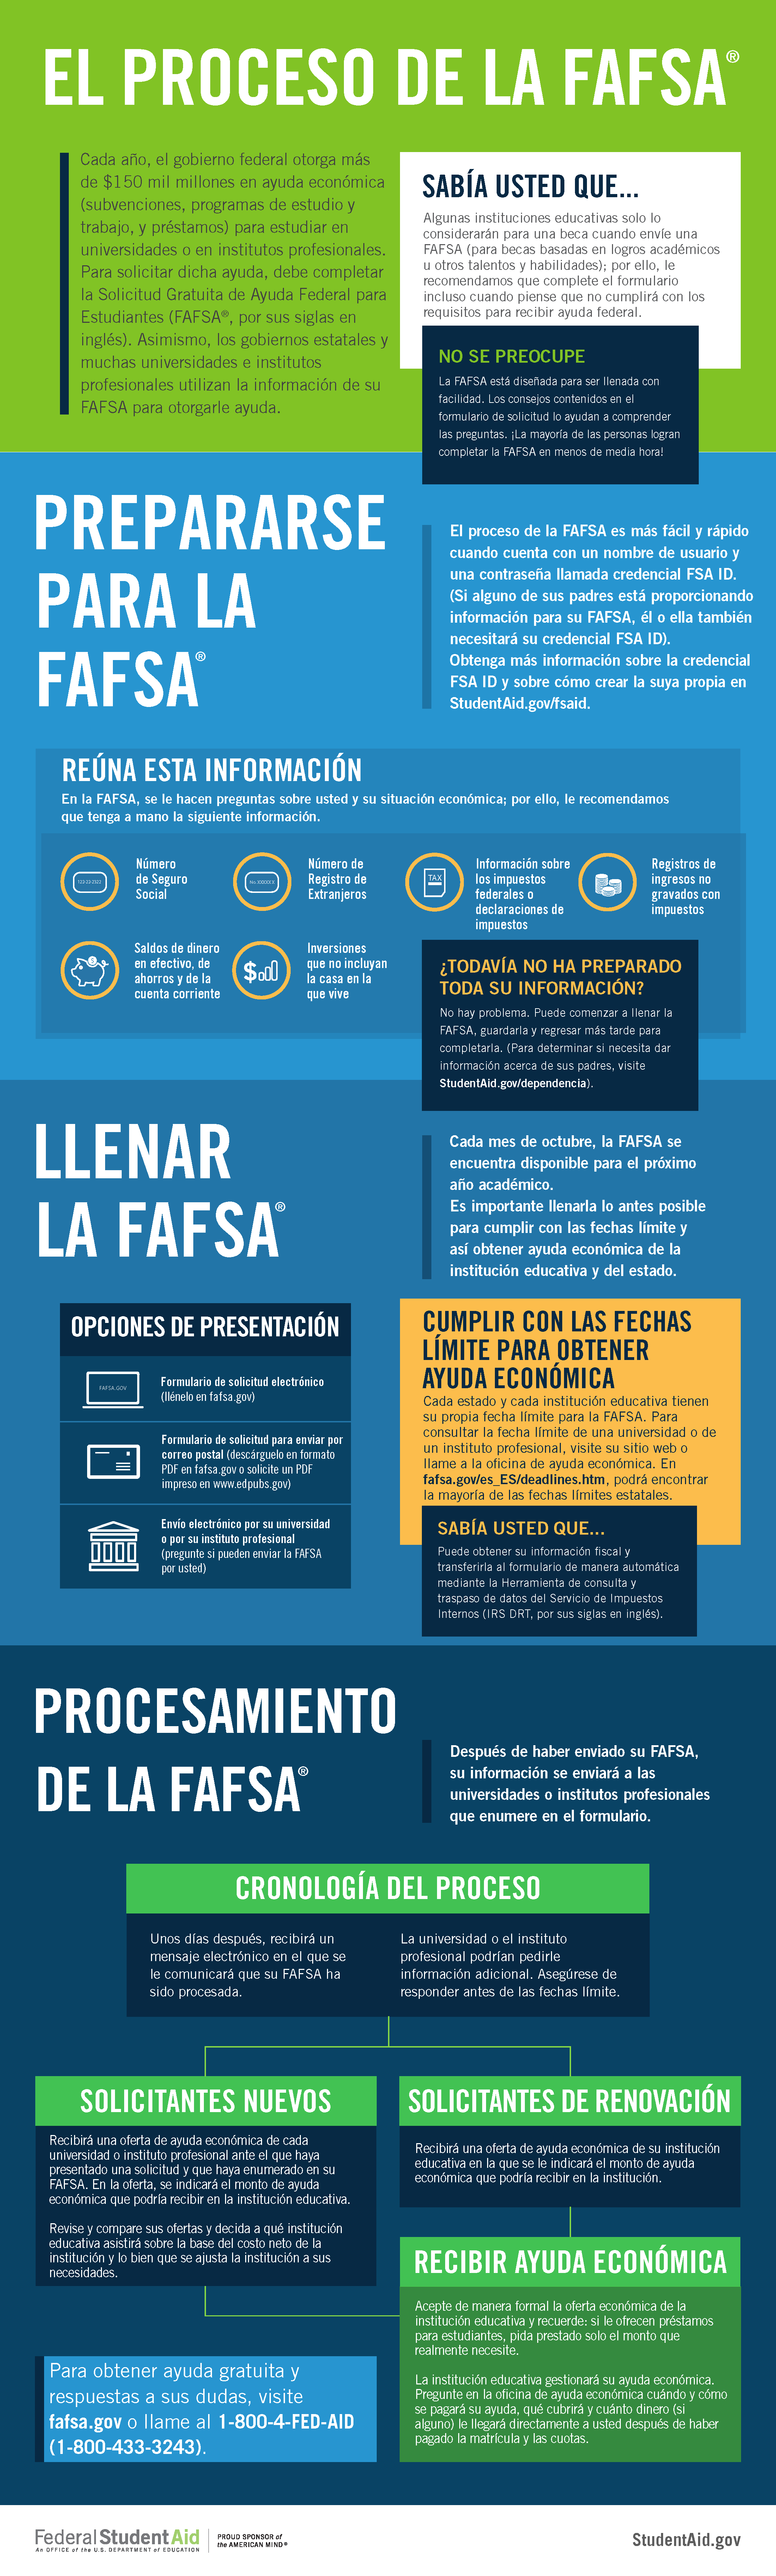 EL PROCESO DE LA FAFSA®
Cada año, el gobierno federal otorga más
de $150 mil millones en ayuda económica
(subvenciones, programas de estudio y
trabajo, y préstamos) para estudiar en
universidades o en institutos profesionales.
Para solicitar dicha ayuda, debe completar
la Solicitud Gratuita de Ayuda Federal para
Estudiantes (FAFSA®, por sus siglas en
inglés). Asimismo, los gobiernos estatales y
muchas universidades e institutos
profesionales utilizan la información de su
FAFSA para otorgarle ayuda.
SABÍA USTED QUE...
Algunas instituciones educativas solo lo
considerarán para una beca cuando envíe una
FAFSA (para becas basadas en logros académicos
u otros talentos y habilidades); por ello, le
recomendamos que complete el formulario
incluso cuando piense que no cumplirá con los
requisitos para recibir ayuda federal.
NO SE PREOCUPE
La FAFSA está diseñada para ser llenada con
facilidad. Los consejos contenidos en el
formulario de solicitud lo ayudan a comprender
las preguntas. ¡La mayoría de las personas logran
completar la FAFSA en menos de media hora!
PREPARARSE
PARA LA
FAFSA®
El proceso de la FAFSA es más fácil y rápido
cuando cuenta con un nombre de usuario y
una contraseña llamada credencial FSA ID.
(Si alguno de sus padres está proporcionando
información para su FAFSA, él o ella también
necesitará su credencial FSA ID).
Obtenga más información sobre la credencial
FSA ID y sobre cómo crear la suya propia en
StudentAid.gov/fsaid.
REÚNA ESTA INFORMACIÓN
En la FAFSA, se le hacen preguntas sobre usted y su situación económica; por ello, le recomendamos
que tenga a mano la siguiente información.
Número
de Seguro
Social
Número de
Registro de
Extranjeros
TAX
Información sobre
los impuestos
federales o
declaraciones de
impuestos
Registros de
ingresos no
gravados con
impuestos
Saldos de dinero
en efectivo, de
ahorros y de la
cuenta corriente
$
Inversiones
que no incluyan
la casa en la
que vive
¿TODAVÍA NO HA PREPARADO
TODA SU INFORMACIÓN?
No hay problema. Puede comenzar a llenar la
FAFSA, guardarla y regresar más tarde para
completarla. (Para determinar si necesita dar
información acerca de sus padres, visite
StudentAid.gov/dependencia).
LLENAR
LA FAFSA®
Cada mes de octubre, la FAFSA se
encuentra disponible para el próximo
año académico.
Es importante llenarla lo antes posible
para cumplir con las fechas límite y
así obtener ayuda económica de la
institución educativa y del estado.
OPCIONES DE PRESENTACIÓN
FAFSA.GOV
Formulario de solicitud electrónico
(llénelo en fafsa.gov)
Formulario de solicitud para enviar por
correo postal (descárguelo en formato
PDF en fafsa.gov o solicite un PDF
impreso en www.edpubs.gov)
Envío electrónico por su universidad
o por su instituto profesional
(pregunte si pueden enviar la FAFSA
por usted)
CUMPLIR CON LAS FECHAS
LÍMITE PARA OBTENER
AYUDA ECONÓMICA
Cada estado y cada institución educativa tienen
su propia fecha límite para la FAFSA. Para
consultar la fecha límite de una universidad o de
un instituto profesional, visite su sitio web o
llame a la oficina de ayuda económica. En
fafsa.gov/es_ES/deadlines.htm, podrá encontrar
la mayoría de las fechas límites estatales.
SABÍA USTED QUE...
Puede obtener su información fiscal y
transferirla al formulario de manera automática
mediante la Herramienta de consulta y
traspaso de datos del Servicio de Impuestos
Internos (IRS DRT, por sus siglas en inglés).
PROCESAMIENTO
DE LA FAFSA®
Después de haber enviado su FAFSA,
su información se enviará a las
universidades o institutos profesionales
que enumere en el formulario.
CRONOLOGÍA DEL PROCESO
Unos días después, recibirá un
mensaje electrónico en el que se
le comunicará que su FAFSA ha
sido procesada.
La universidad o el instituto
profesional podrían pedirle
información adicional. Asegúrese de
responder antes de las fechas límite.
SOLICITANTES NUEVOS
Recibirá una oferta de ayuda económica de cada
universidad o instituto profesional ante el que haya
presentado una solicitud y que haya enumerado en su
FAFSA. En la oferta, se indicará el monto de ayuda
económica que podría recibir en la institución educativa.
Revise y compare sus ofertas y decida a qué institución
educativa asistirá sobre la base del costo neto de la
institución y lo bien que se ajusta la institución a sus
necesidades.
SOLICITANTES DE RENOVACIÓN
Recibirá una oferta de ayuda económica de su institución
educativa en la que se le indicará el monto de ayuda
económica que podría recibir en la institución.
RECIBIR AYUDA ECONÓMICA
Acepte de manera formal la oferta económica de la
institución educativa y recuerde: si le ofrecen préstamos
para estudiantes, pida prestado solo el monto que
realmente necesite.
La institución educativa gestionará su ayuda económica.
Pregunte en la oficina de ayuda económica cuándo y cómo
se pagará su ayuda, qué cubrirá y cuánto dinero (si
alguno) le llegará directamente a usted después de haber
pagado la matrícula y las cuotas.
Para obtener ayuda gratuita y
respuestas a sus dudas, visite
fafsa.gov o llame al 1-800-4-FED-AID
(1-800-433-3243).
Federal Student Aid
An OFFICE of the U.S. DEPARTMENT of EDUCATION
PROUD SPONSOR of
the AMERICAN MIND®
StudentAid.gov